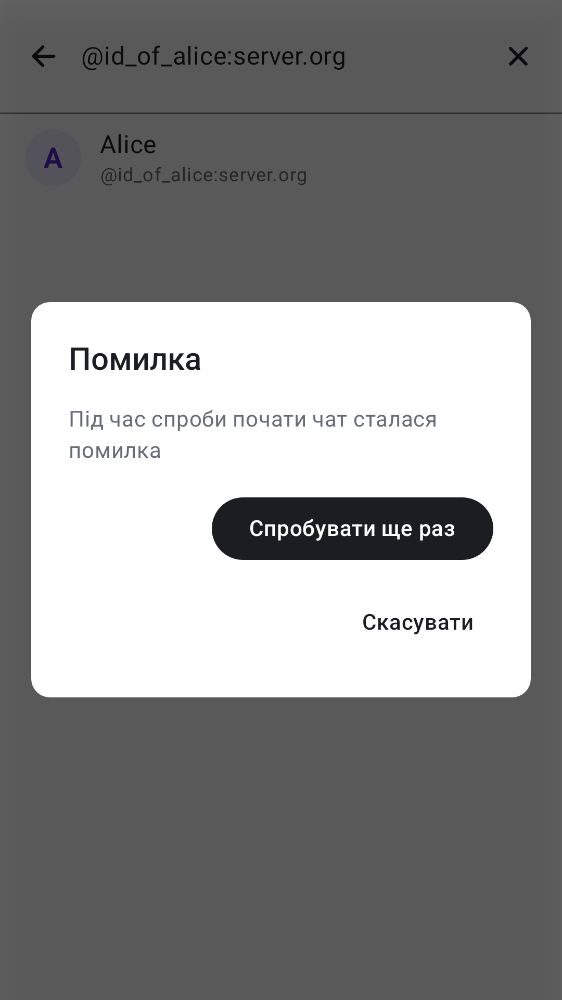 @id_of_alice:server.org
A
Alice
@id_of_alice:server.org
Помилка
Під час спроби почати чат сталася
помилка
Спробувати ще раз
Скасувати